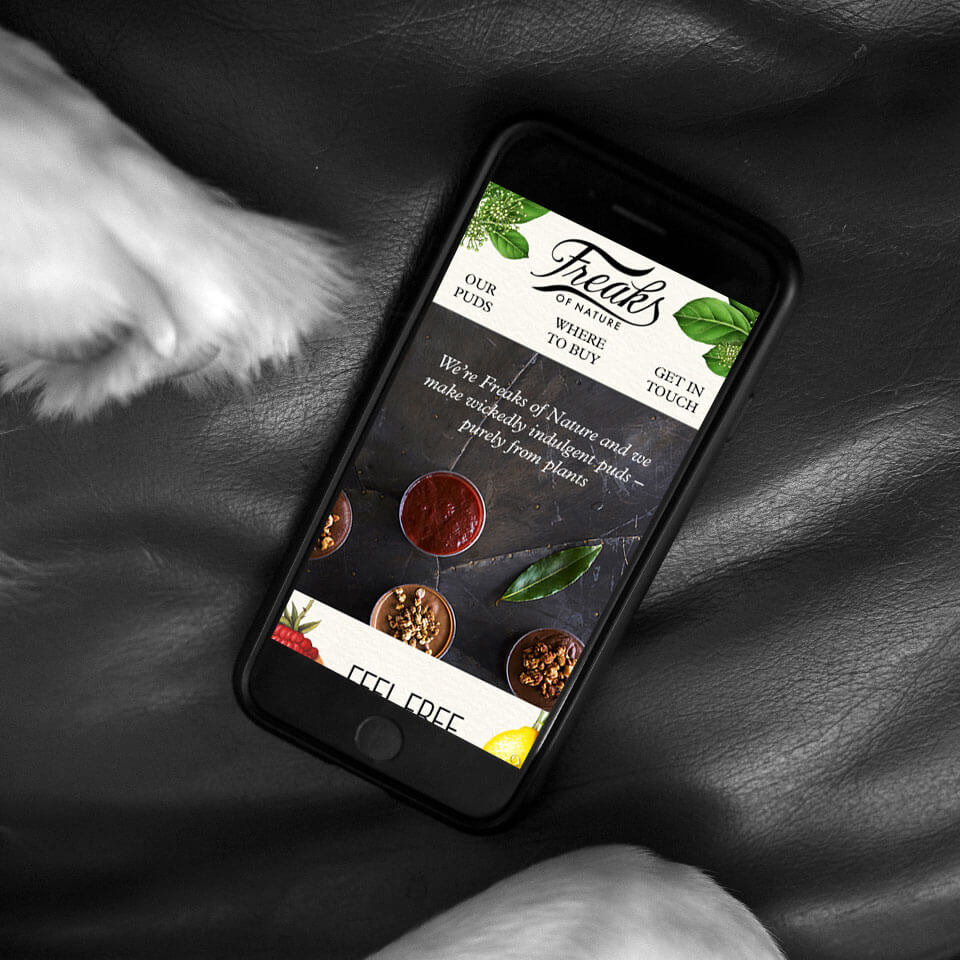 Freaks
OF NATURE
OUR
PUDS
WHERE
TO BUY
GET IN
TOUCH
We're Freaks of Nature and we
make wickedly indulgent puds –
purely from plants
FEEL FREE